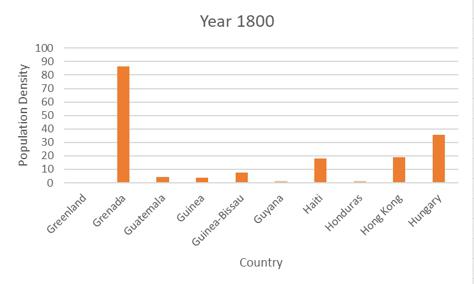 Year 1800
Population Density
100
90
80
70
60
50
40
30
20
10
0
Greenland
Grenada
Guatemala
Guinea
Guinea-Bissau
Guyana
Haiti
Honduras
Hong Kong
Hungary
Country